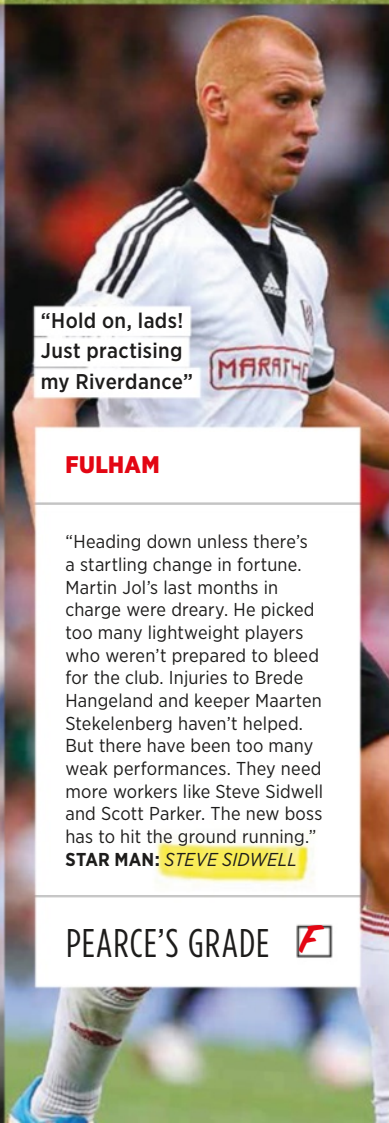 adidas
MARATHO
“Hold on, lads!
Just practising
my Riverdance”
FULHAM
“Heading down unless there’s
a startling change in fortune.
Martin Jol’s last months in
charge were dreary. He picked
too many lightweight players
who weren’t prepared to bleed
for the club. Injuries to Brede
Hangeland and keeper Maarten
Stekelenberg haven’t helped.
But there have been too many
weak performances. They need
more workers like Steve Sidwell
and Scott Parker. The new boss
has to hit the ground running.”
STAR MAN: STEVE SIDWELL
PEARCE’S GRADE F